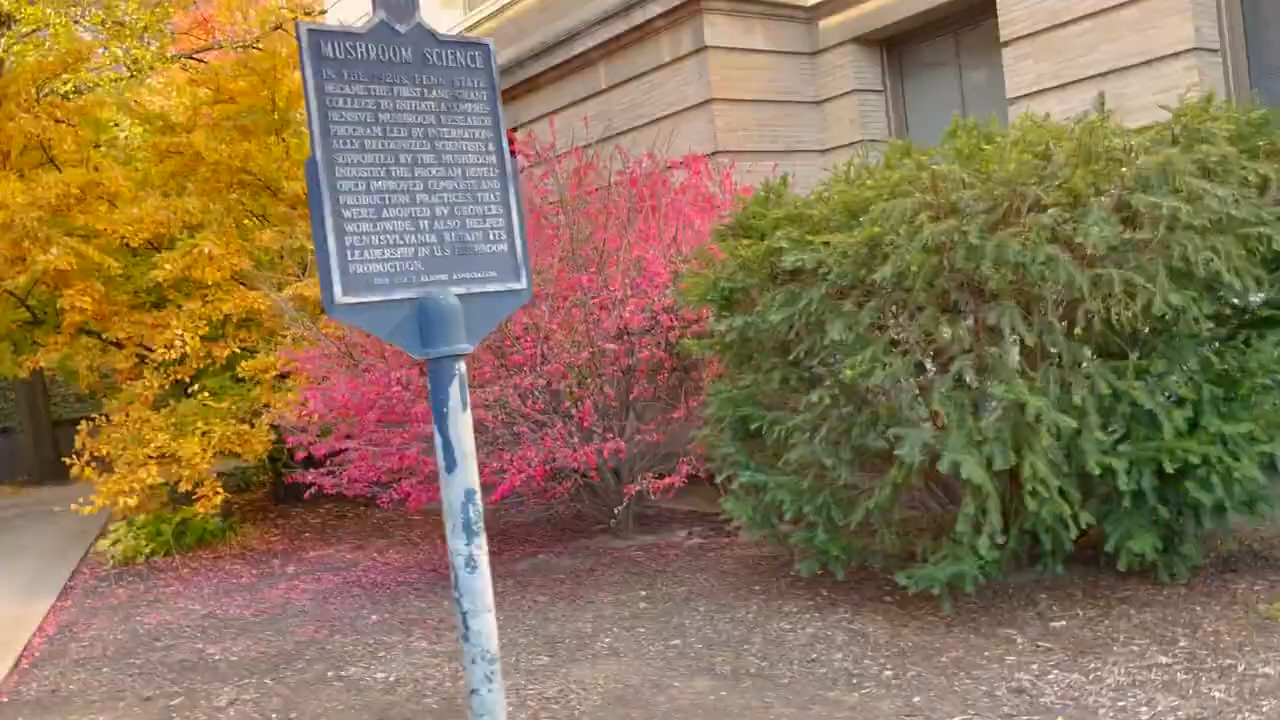 MUSHROOM SCIENCE
IN THE 1920S, PENN STATE
BECAME THE FIRST LAND-GRANT
COLLEGE TO INITIATE A COMPRE-
HENSIVE MUSHROOM RESEARCH
PROGRAM. LED BY INTERNATION-
ALLY RECOGNIZED SCIENTISTS &
SUPPORTED BY THE MUSHROOM
INDUSTRY, THE PROGRAM DEVEL-
OPED IMPROVED COMPOSTS AND
PRODUCTION PRACTICES THAT
WERE ADOPTED BY GROWERS
WORLDWIDE. IT ALSO HELPED
PENNSYLVANIA RETAIN ITS
LEADERSHIP IN U.S. MUSHROOM
PRODUCTION.
ALUMNI ASSOCIATION